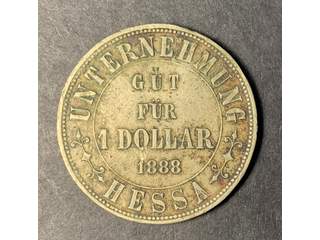 UNTERNEHMUNG
GÜT
FÜR
1 DOLLAR
1888
HESSA